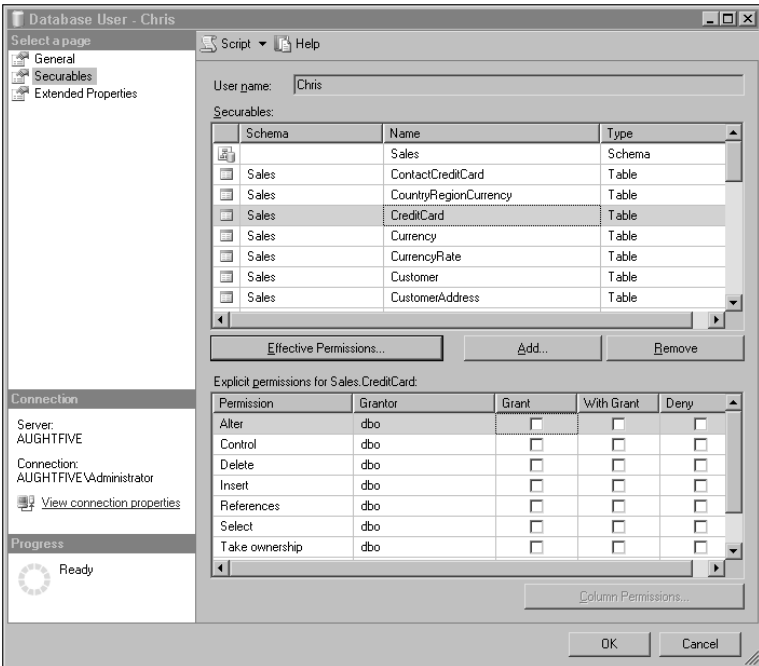 Database User - Chris
Select a page
General
Securables
Extended Properties
Script Help
User name: Chris
Securables:
Schema Name Type
Sales Schema
Sales ContactCreditCard Table
Sales CountryRegionCurrency Table
Sales CreditCard Table
Sales Currency Table
Sales CurrencyRate Table
Sales Customer Table
Sales CustomerAddress Table
Effective Permissions... Add... Remove
Explicit permissions for Sales.CreditCard:
Permission Grantor Grant With Grant Deny
Alter dbo
Control dbo
Delete dbo
Insert dbo
References dbo
Select dbo
Take ownership dbo
Column Permissions...
Connection
Server:
AUGHTFIVE
Connection:
AUGHTFIVE\Administrator
View connection properties
Progress
Ready
OK Cancel